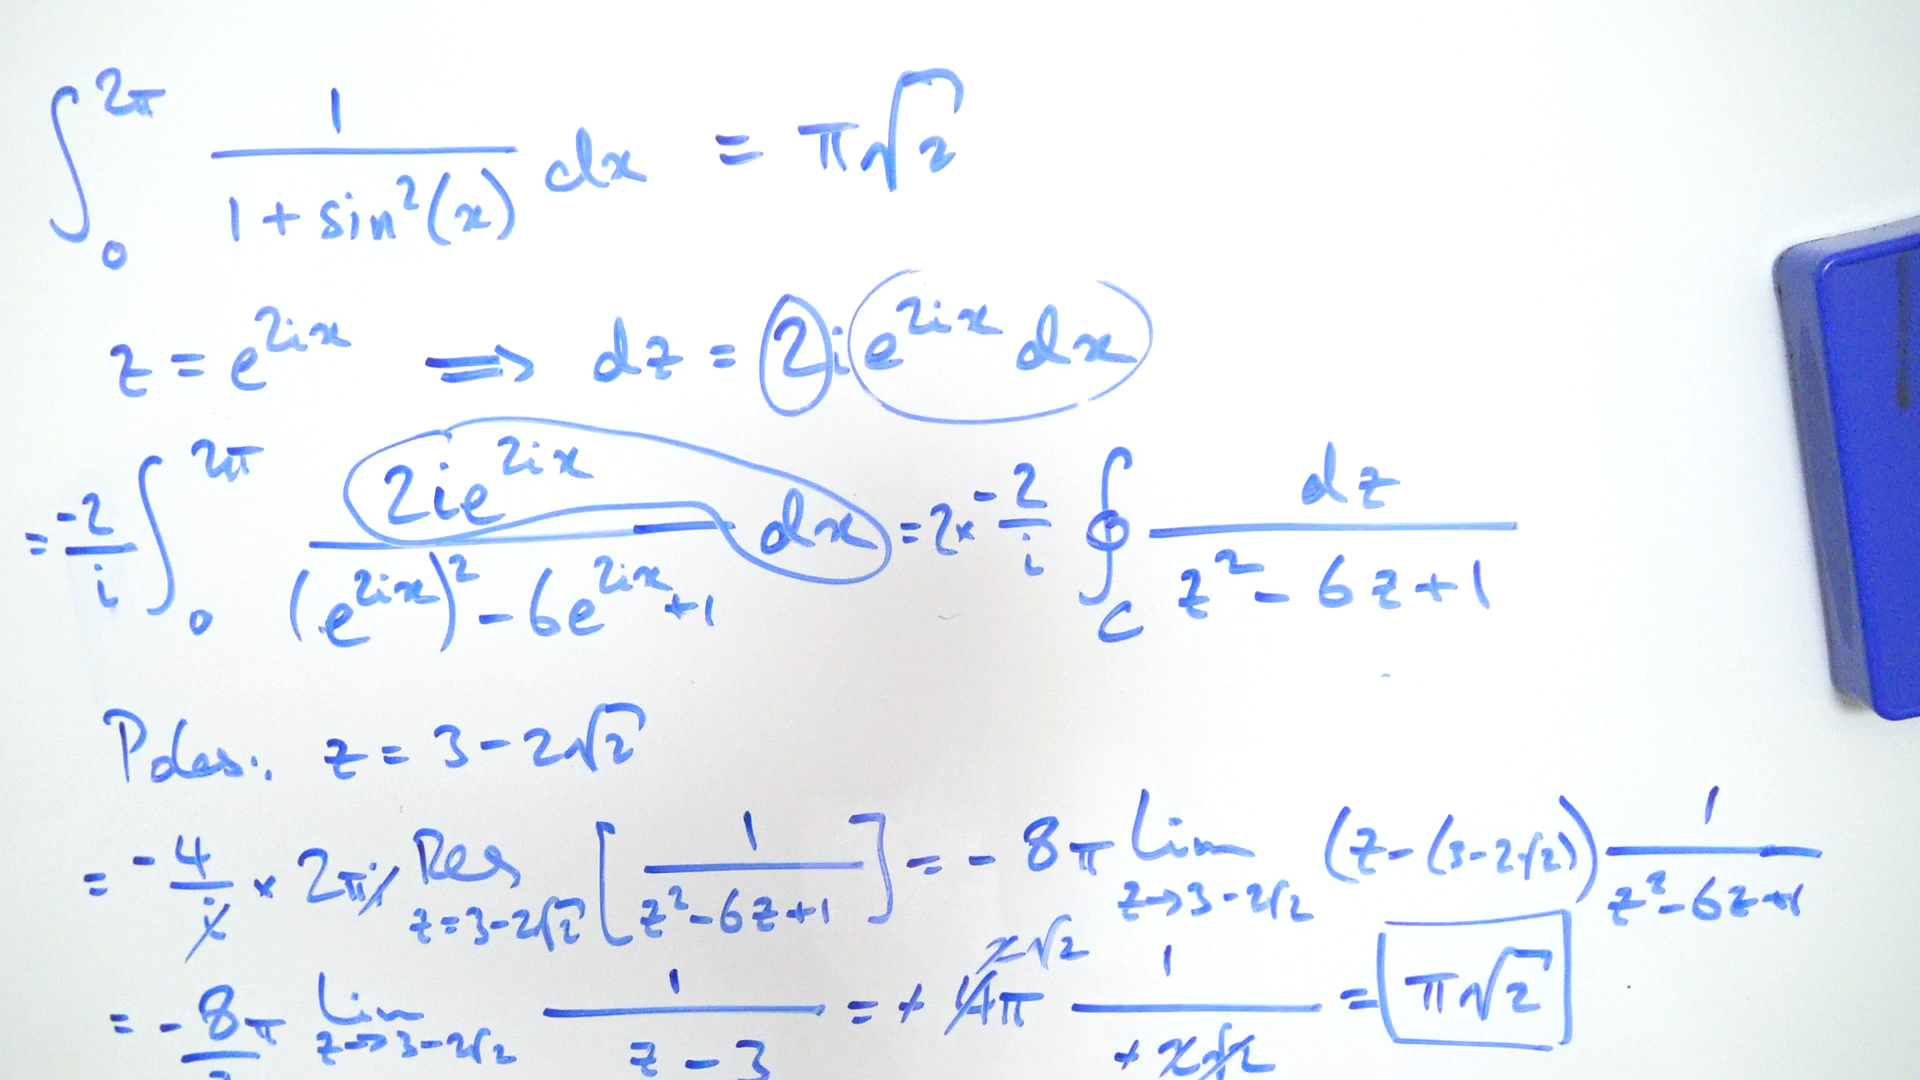 ∫₀^{2π} 1/(1+sin²(x)) dx = π√2
z = e^{2ix} ⟹ dz = 2ie^{2ix} dx
= -2/i ∫₀^{2π} 2ie^{2ix}/((e^{2ix})² - 6e^{2ix} + 1) dx = 2× -2/i ∮_C dz/(z² - 6z + 1)
Poles: z = 3 - 2√2
= -4/i × 2πi Res_{z=3-2√2} [1/(z² - 6z + 1)] = -8π Lim_{z→3-2√2} (z - (3-2√2)) 1/(z² - 6z + 1)
= -8π/2 Lim_{z→3-2√2} 1/(z - 3) = + 4π 1/(+2√2) = π√2